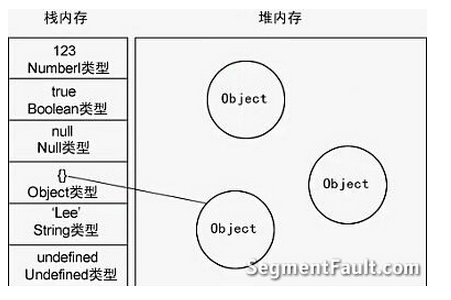 栈内存
堆内存
123
Numberl类型
true
Boolean类型
null
Null类型
{}
Object类型
'Lee'
String类型
undefined
Undefined类型
Object
Object
Object
SegmentFault.com